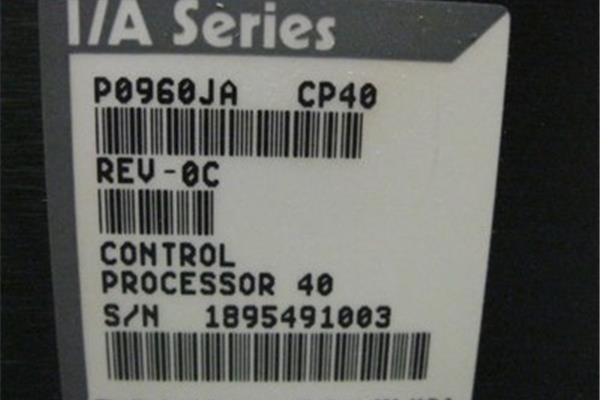 I/A Series
P0960JA CP40
REV-0C
CONTROL
PROCESSOR 40
S/N 1895491003